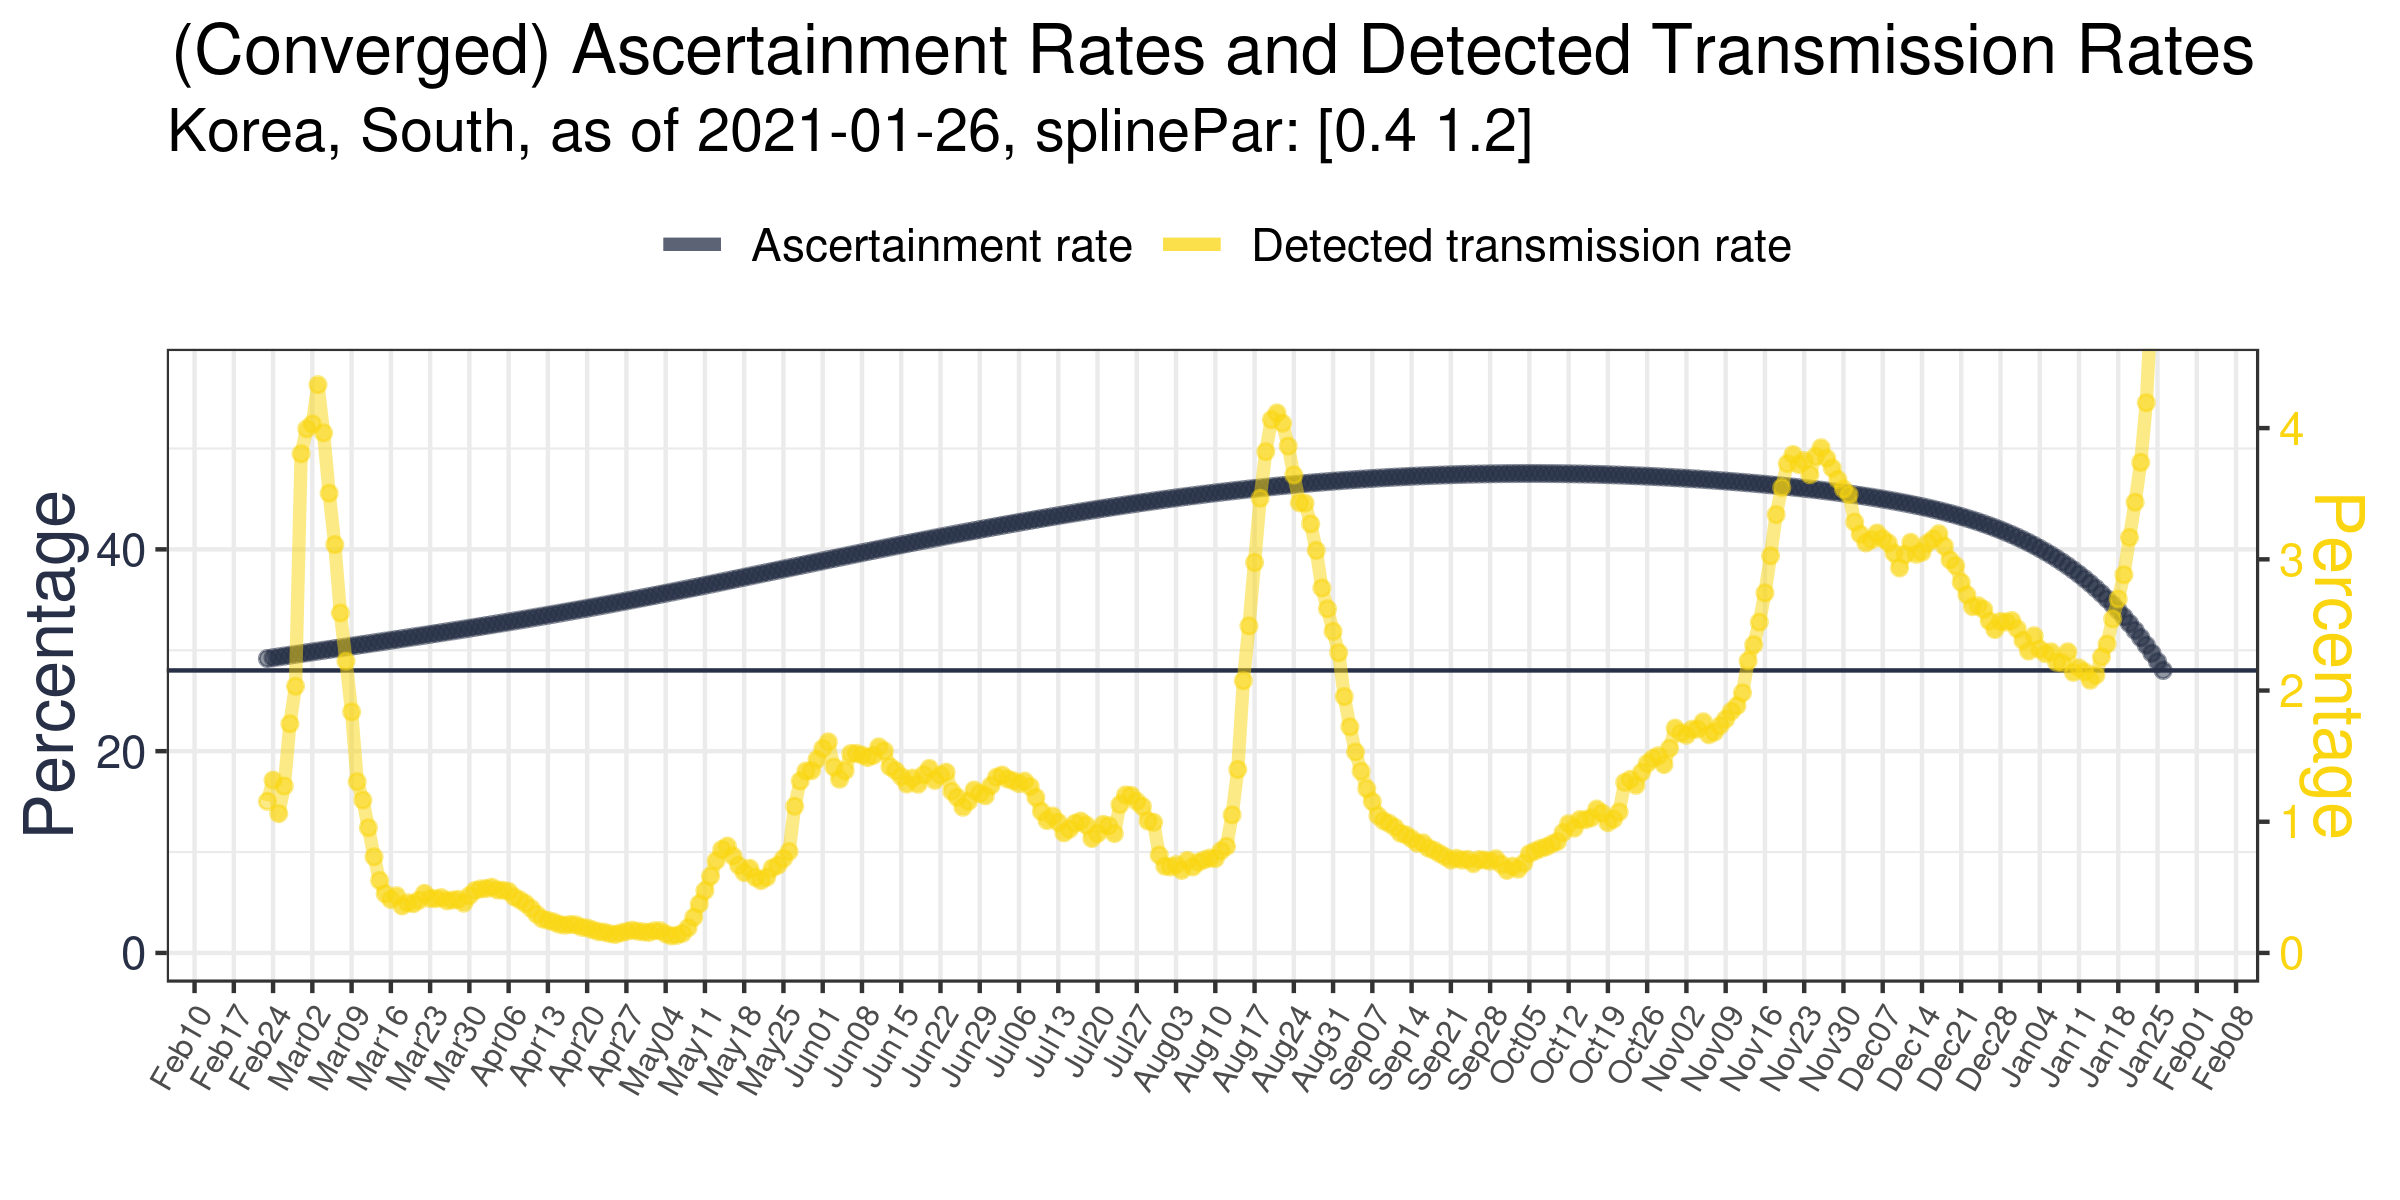 (Converged) Ascertainment Rates and Detected Transmission Rates
Korea, South, as of 2021-01-26, splinePar: [0.4 1.2]
Ascertainment rate Detected transmission rate
Percentage
40
20
0
4
3
2
1
0
Percentage
Feb10 Feb17 Feb24 Mar02 Mar09 Mar16 Mar23 Mar30 Apr06 Apr13 Apr20 Apr27 May04 May11 May18 May25 Jun01 Jun08 Jun15 Jun22 Jun29 Jul06 Jul13 Jul20 Jul27 Aug03 Aug10 Aug17 Aug24 Aug31 Sep07 Sep14 Sep21 Sep28 Oct05 Oct12 Oct19 Oct26 Nov02 Nov09 Nov16 Nov23 Nov30 Dec07 Dec14 Dec21 Dec28 Jan04 Jan11 Jan18 Jan25 Feb01 Feb08